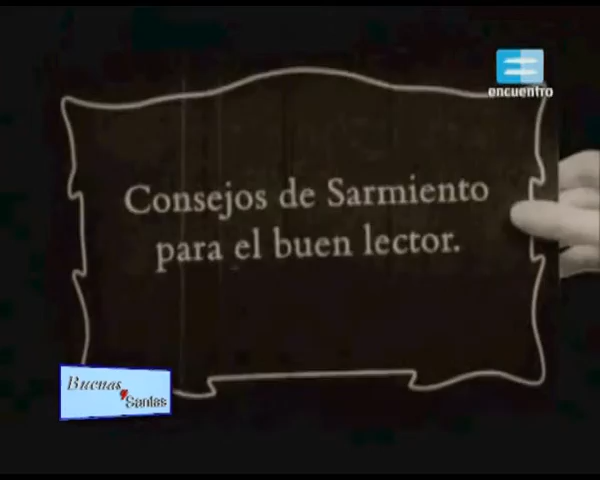 encuentro
Consejos de Sarmiento
para el buen lector.
Buenas
y Santas